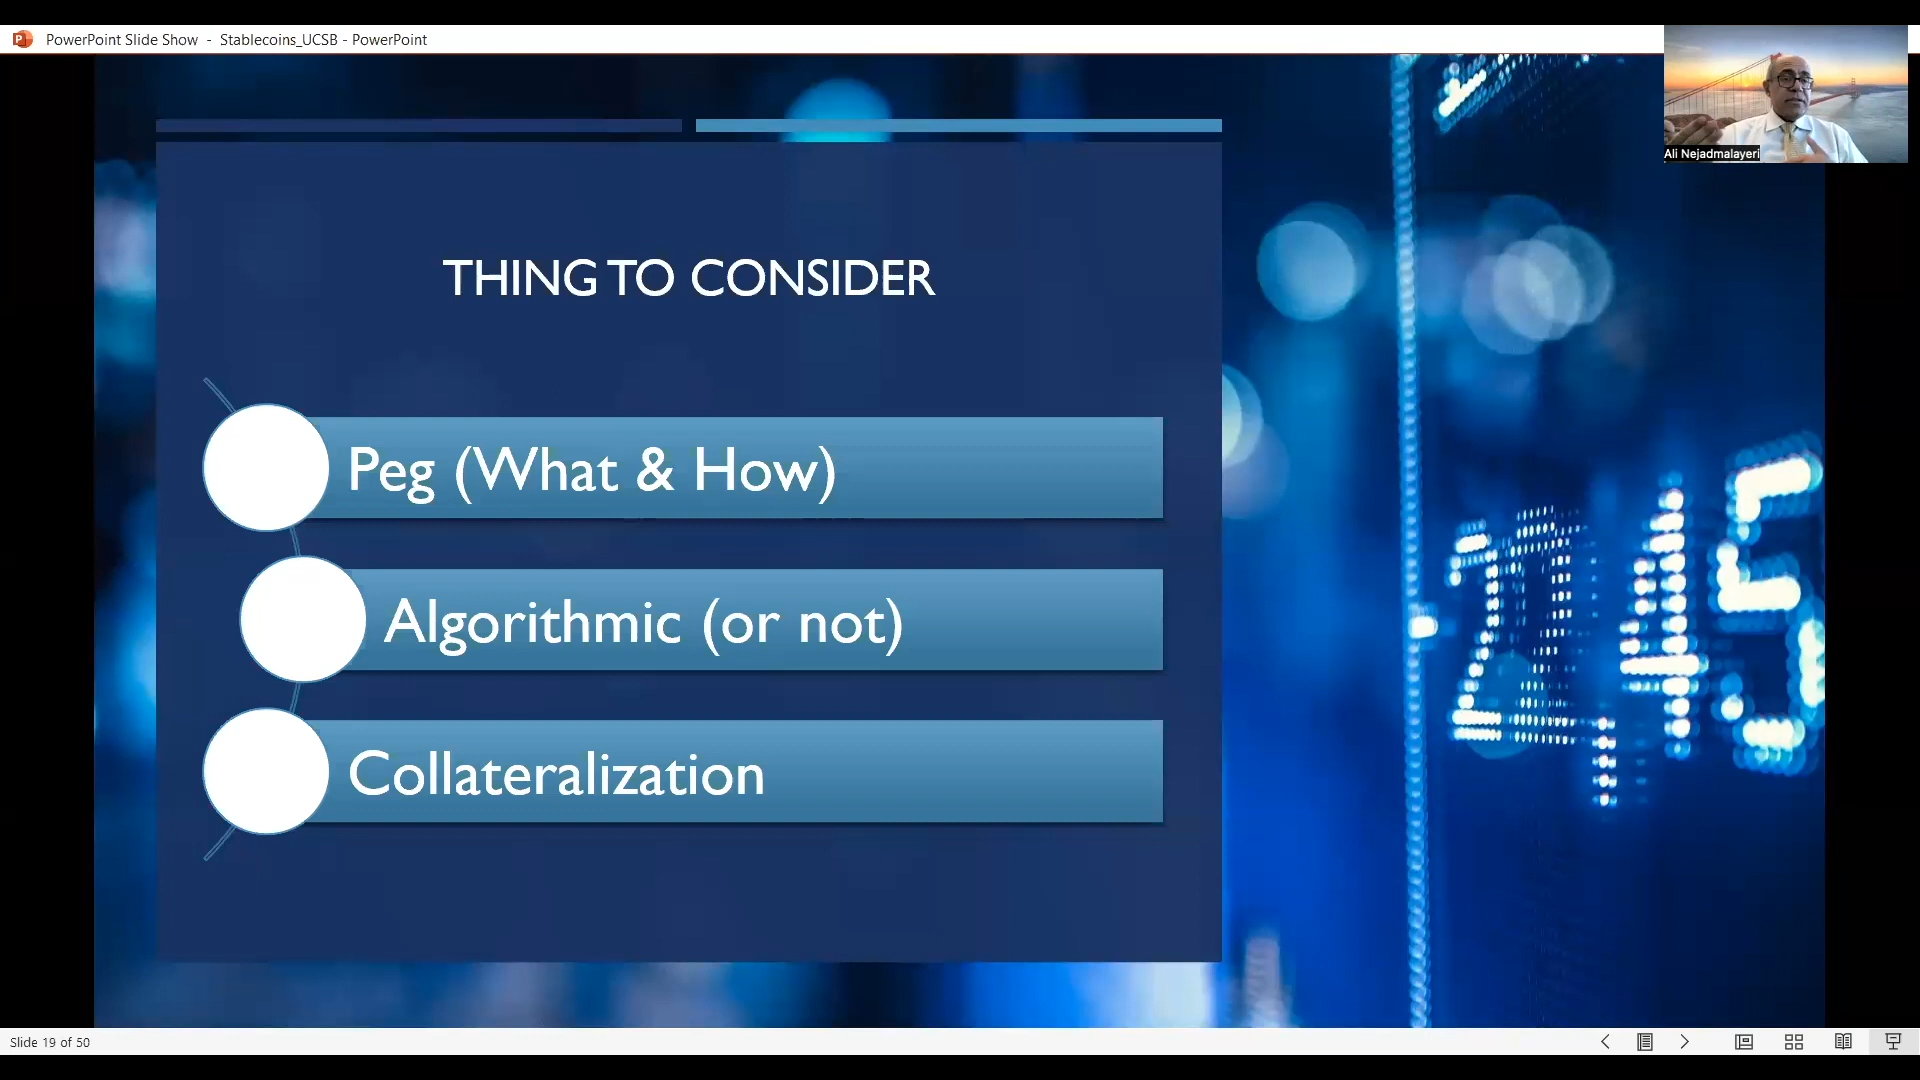 PowerPoint Slide Show - Stablecoins_UCSB - PowerPoint
Ali Nejadmalayeri
THING TO CONSIDER
Peg (What & How)
Algorithmic (or not)
Collateralization
Slide 19 of 50